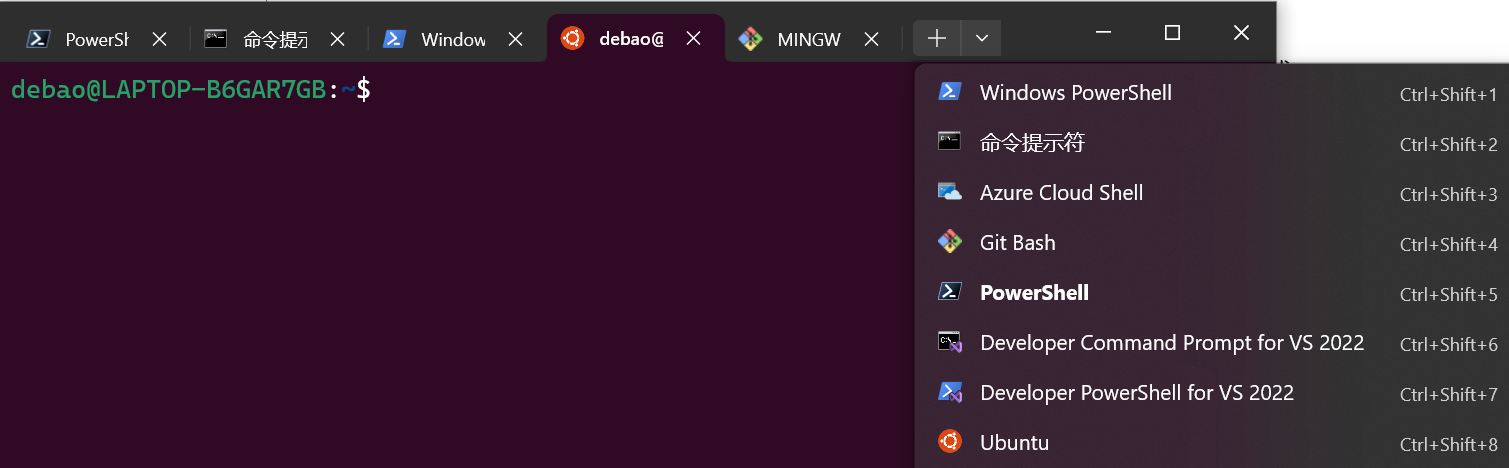 PowerSh 命令提示 Window debao@ MINGW
debao@LAPTOP-B6GAR7GB:~$
Windows PowerShell Ctrl+Shift+1
命令提示符 Ctrl+Shift+2
Azure Cloud Shell Ctrl+Shift+3
Git Bash Ctrl+Shift+4
PowerShell Ctrl+Shift+5
Developer Command Prompt for VS 2022 Ctrl+Shift+6
Developer PowerShell for VS 2022 Ctrl+Shift+7
Ubuntu Ctrl+Shift+8